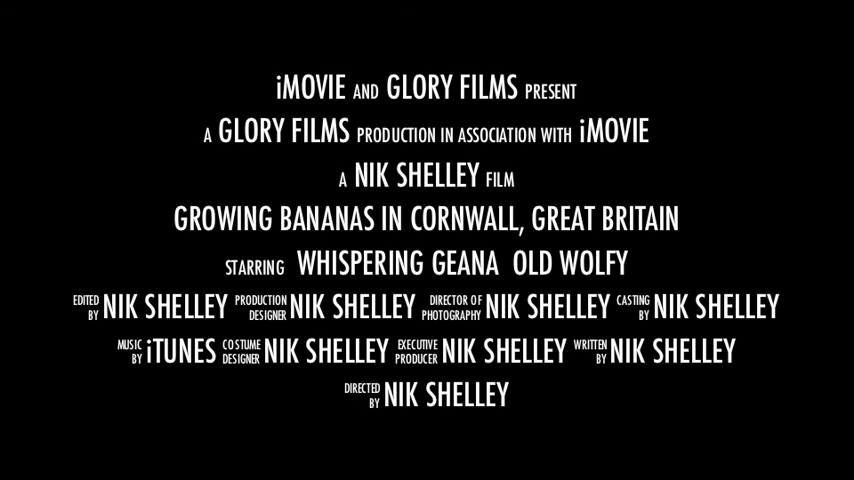 iMOVIE AND GLORY FILMS PRESENT
A GLORY FILMS PRODUCTION IN ASSOCIATION WITH iMOVIE
A NIK SHELLEY FILM
GROWING BANANAS IN CORNWALL, GREAT BRITAIN
STARRING WHISPERING GEANA OLD WOLFY
EDITED BY NIK SHELLEY PRODUCTION DESIGNER NIK SHELLEY DIRECTOR OF PHOTOGRAPHY NIK SHELLEY CASTING BY NIK SHELLEY
MUSIC BY iTUNES COSTUME DESIGNER NIK SHELLEY EXECUTIVE PRODUCER NIK SHELLEY WRITTEN BY NIK SHELLEY
DIRECTED BY NIK SHELLEY